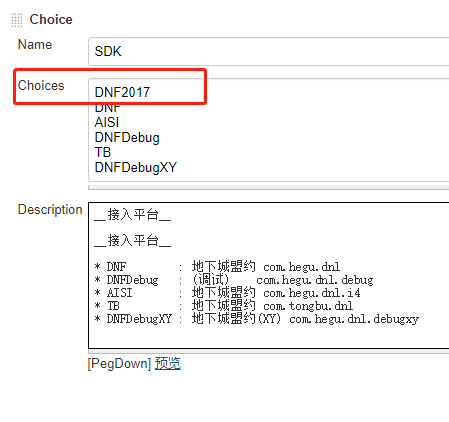 Choice
Name
SDK
Choices
DNF2017
DNF
AISI
DNFDebug
TB
DNFDebugXY
Description
__接入平台__
__接入平台__
* DNF : 地下城盟约 com.hegu.dnl
* DNFDebug : (调试) com.hegu.dnl.debug
* AISI : 地下城盟约 com.hegu.dnl.i4
* TB : 地下城盟约 com.tongbu.dnl
* DNFDebugXY : 地下城盟约(XY) com.hegu.dnl.debugxy
[PegDown] 预览